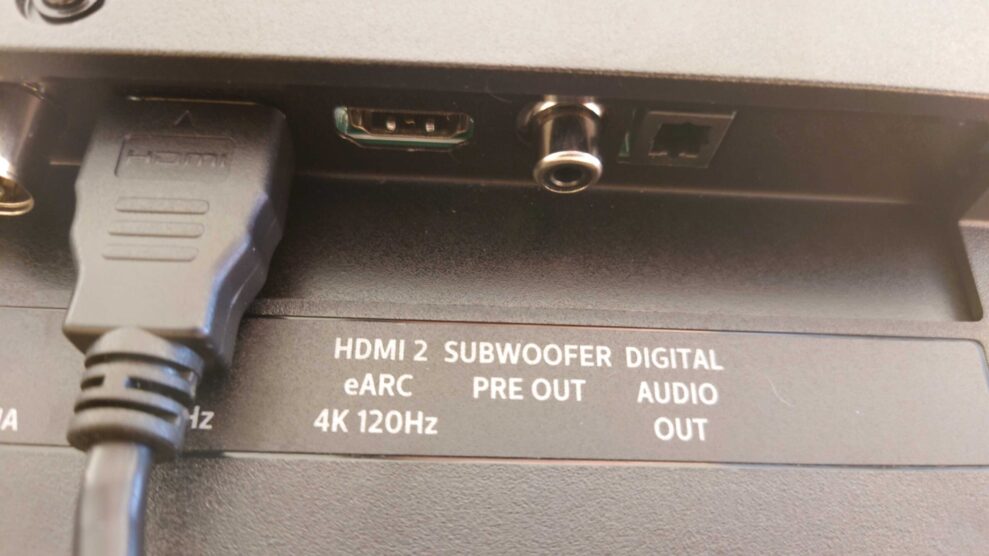 HDMI
HDMI 2
eARC
4K 120Hz
SUBWOOFER
PRE OUT
DIGITAL
AUDIO
OUT